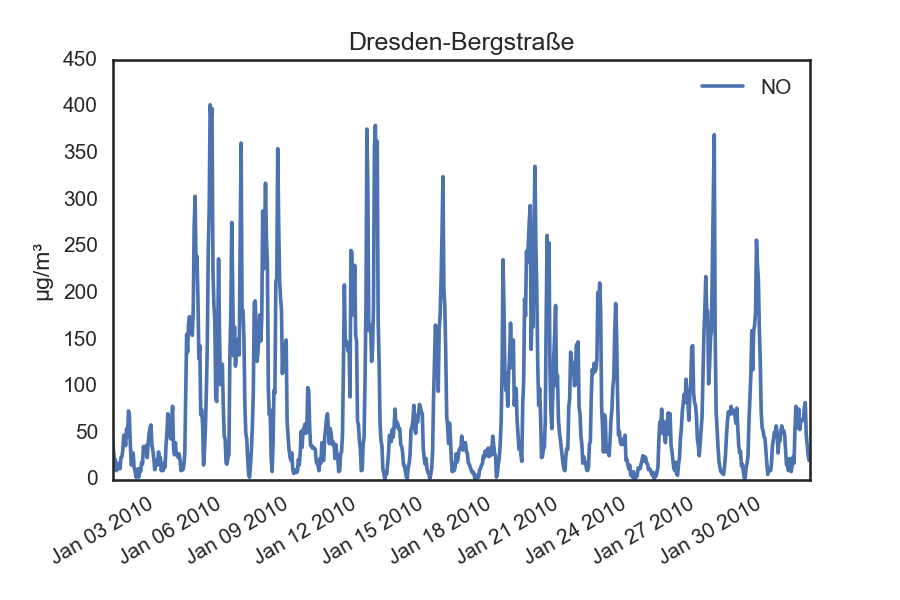 Dresden-Bergstraße
NO
µg/m³
450
400
350
300
250
200
150
100
50
0
Jan 03 2010
Jan 06 2010
Jan 09 2010
Jan 12 2010
Jan 15 2010
Jan 18 2010
Jan 21 2010
Jan 24 2010
Jan 27 2010
Jan 30 2010